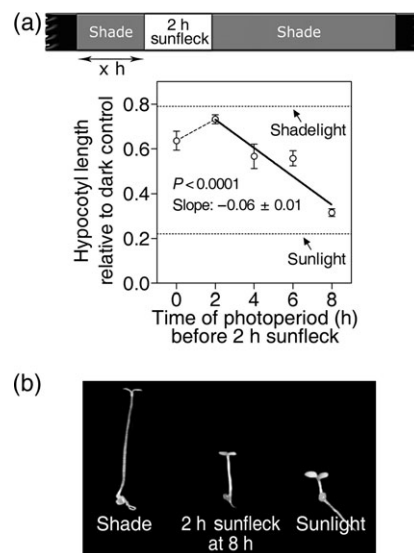 (a)
Shade
2 h
sunfleck
Shade
x h
Hypocotyl length
relative to dark control
0.8
0.6
0.4
0.2
0.0
Shadelight
P < 0.0001
Slope: −0.06 ± 0.01
Sunlight
0 2 4 6 8
Time of photoperiod (h)
before 2 h sunfleck
(b)
Shade
2 h sunfleck
at 8 h
Sunlight